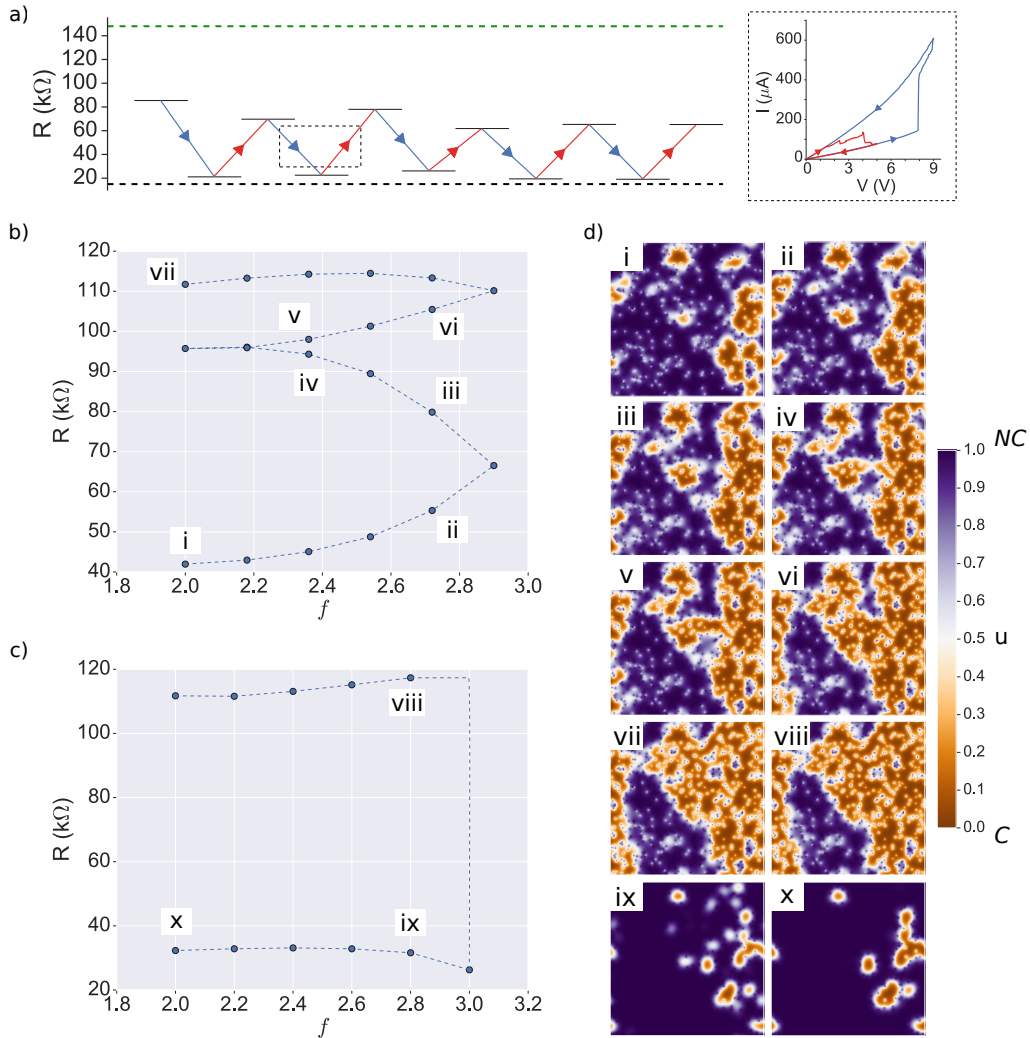 a)
R (kΩ)
140
120
100
80
60
40
20
I (μA)
600
400
200
0
0 3 6 9
V (V)
b)
R (kΩ)
120
110
100
90
80
70
60
50
40
1.8 2.0 2.2 2.4 2.6 2.8 3.0
f
vii
v
vi
iv
iii
i
ii
c)
R (kΩ)
120
100
80
60
40
20
1.8 2.0 2.2 2.4 2.6 2.8 3.0 3.2
f
viii
x
ix
d)
i
ii
iii
iv
v
vi
vii
viii
ix
x
NC
1.0
0.9
0.8
0.7
0.6
0.5
0.4
0.3
0.2
0.1
0.0
u
C